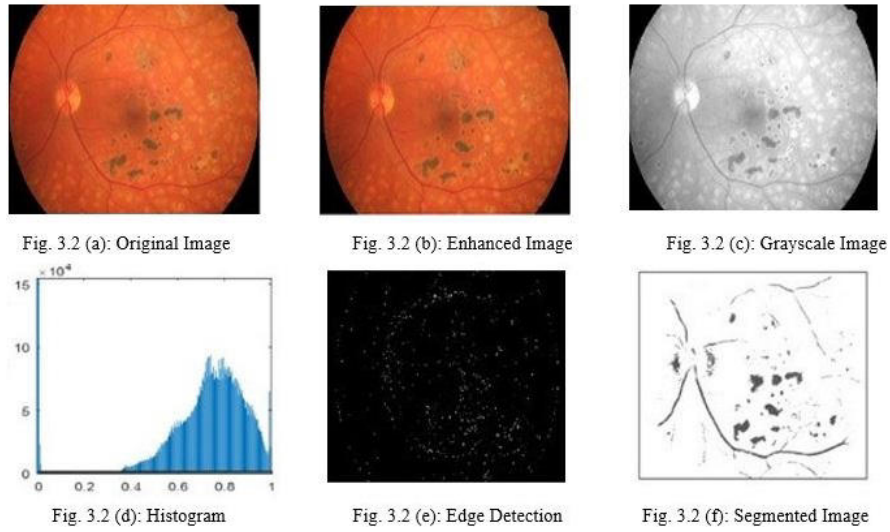 Fig. 3.2 (a): Original Image
Fig. 3.2 (b): Enhanced Image
Fig. 3.2 (c): Grayscale Image
× 10⁴
15
10
5
0
0 0.2 0.4 0.6 0.8 1
Fig. 3.2 (d): Histogram
Fig. 3.2 (e): Edge Detection
Fig. 3.2 (f): Segmented Image